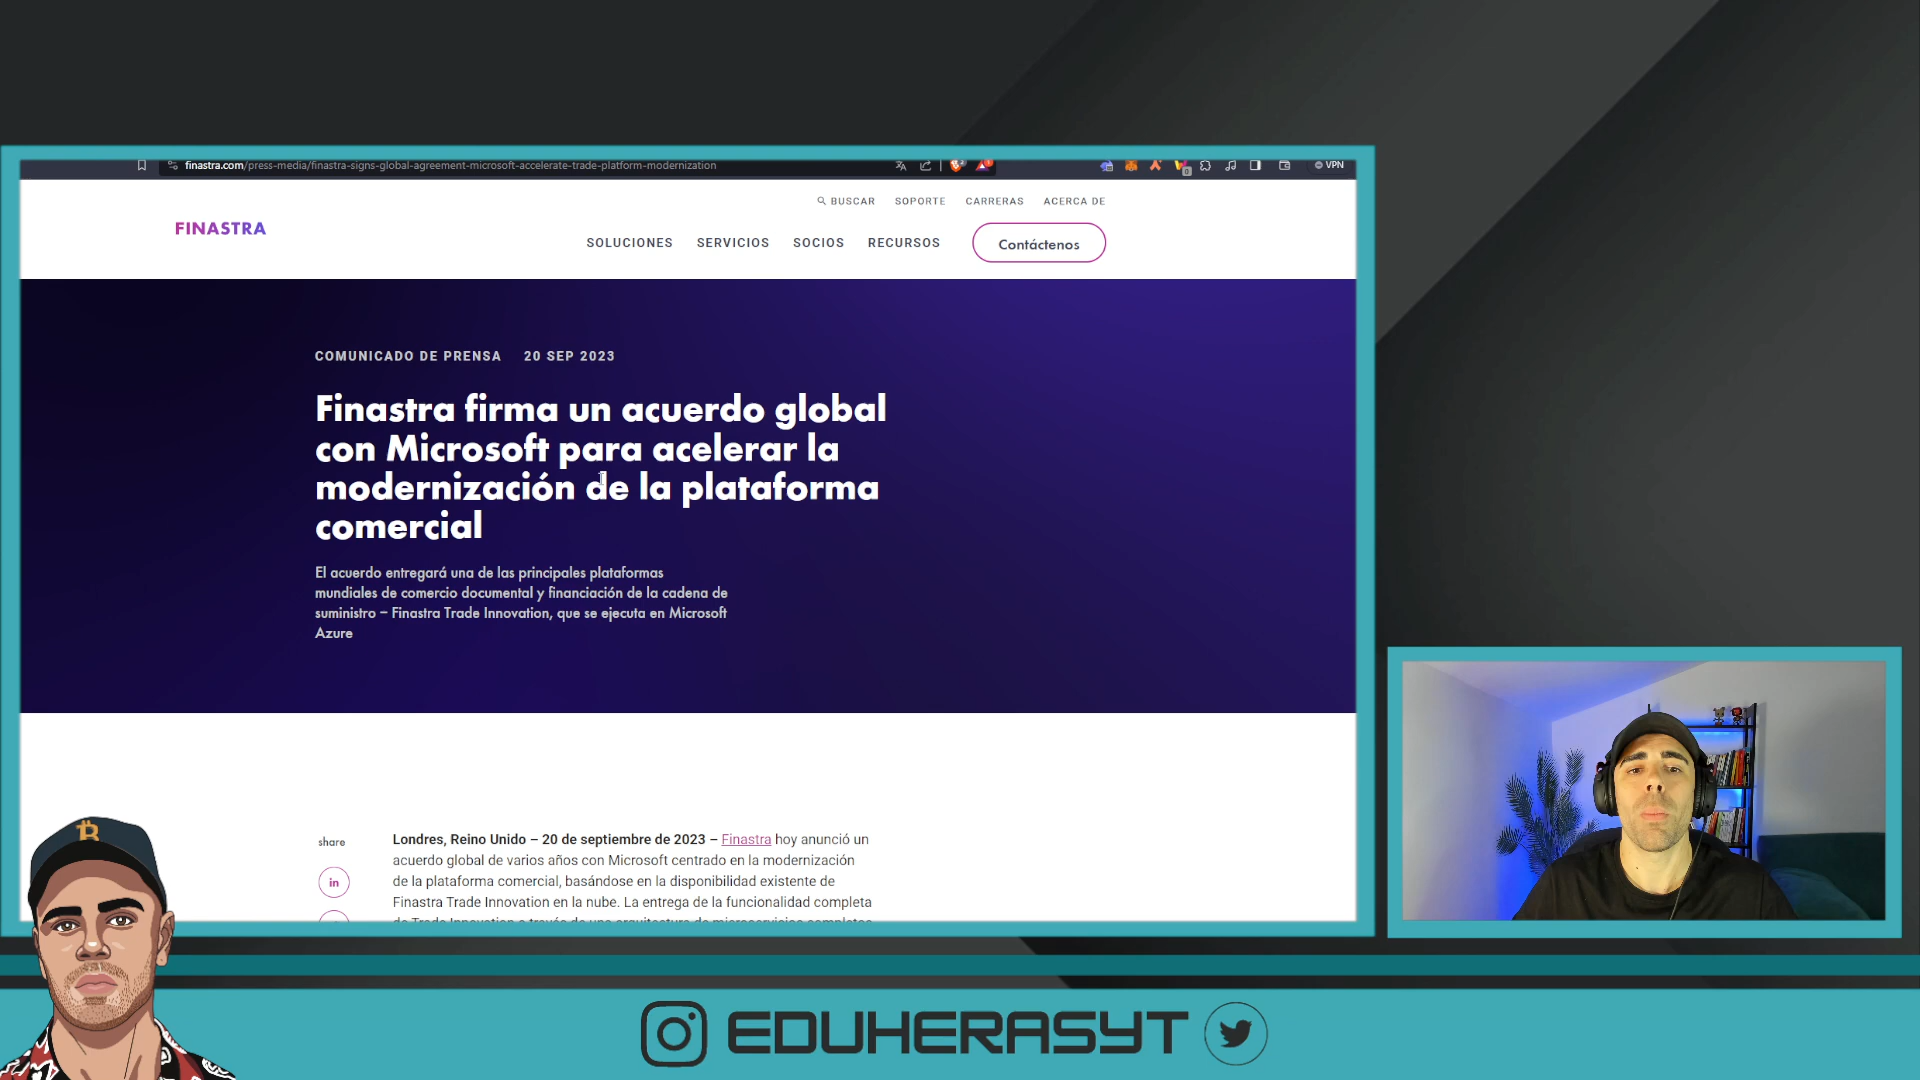 finastra.com/press-media/finastra-signs-global-agreement-microsoft-accelerate-trade-platform-modernization
VPN
BUSCAR SOPORTE CARRERAS ACERCA DE
FINASTRA
SOLUCIONES SERVICIOS SOCIOS RECURSOS Contáctenos
COMUNICADO DE PRENSA 20 SEP 2023
Finastra firma un acuerdo global
con Microsoft para acelerar la
modernización de la plataforma
comercial
El acuerdo entregará una de las principales plataformas
mundiales de comercio documental y financiación de la cadena de
suministro – Finastra Trade Innovation, que se ejecuta en Microsoft
Azure
share
in
Londres, Reino Unido – 20 de septiembre de 2023 – Finastra hoy anunció un
acuerdo global de varios años con Microsoft centrado en la modernización
de la plataforma comercial, basándose en la disponibilidad existente de
Finastra Trade Innovation en la nube. La entrega de la funcionalidad completa
EDUHERASYT